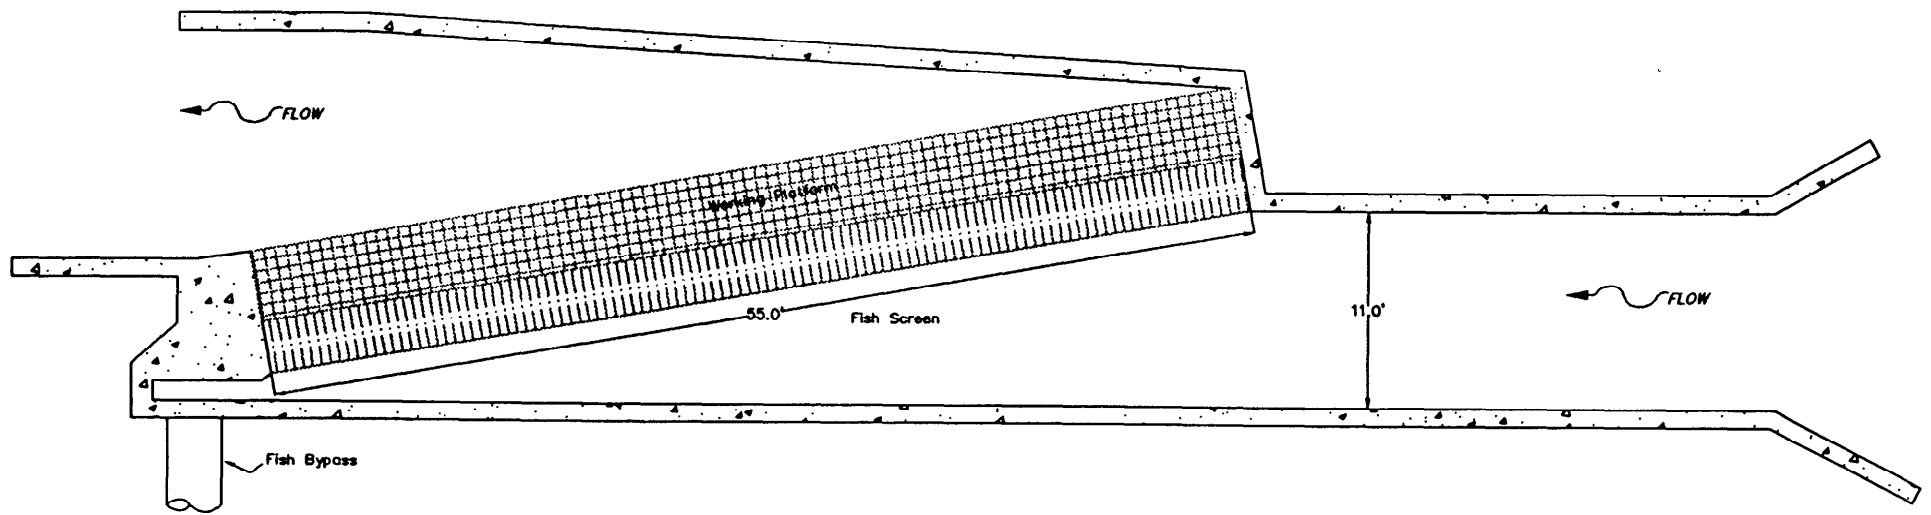 FLOW
Working Platform
55.0'
Fish Screen
11.0'
FLOW
Fish Bypass